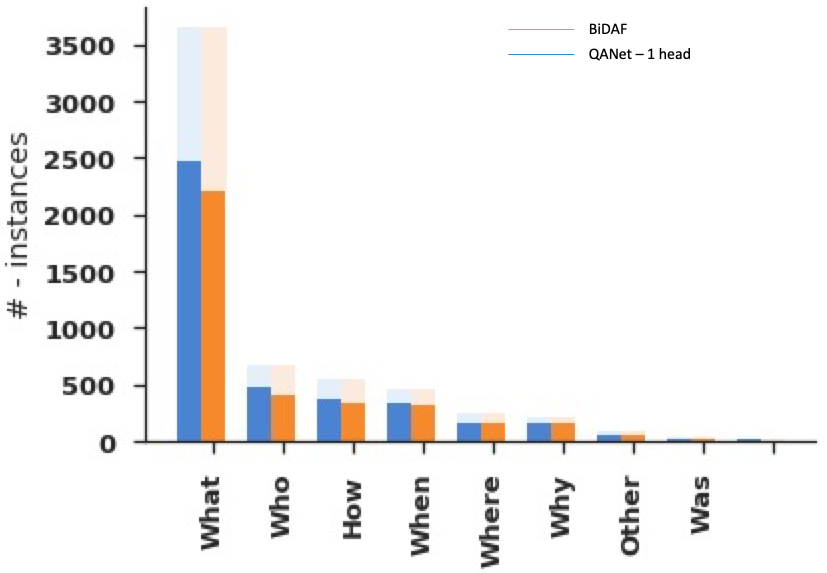 BiDAF
QANet – 1 head
# - instances
3500
3000
2500
2000
1500
1000
500
0
What
Who
How
When
Where
Why
Other
Was